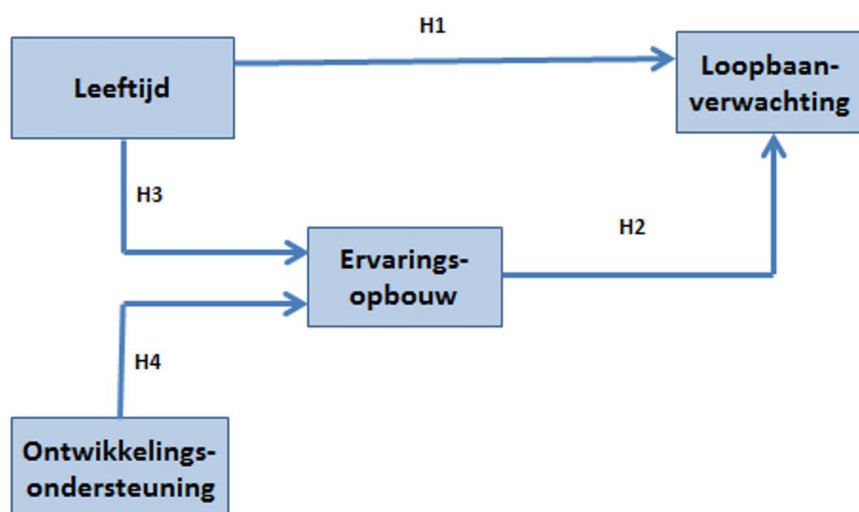 H1
Leeftijd
Loopbaan-
verwachting
H3
Ervarings-
opbouw
H2
H4
Ontwikkelings-
ondersteuning